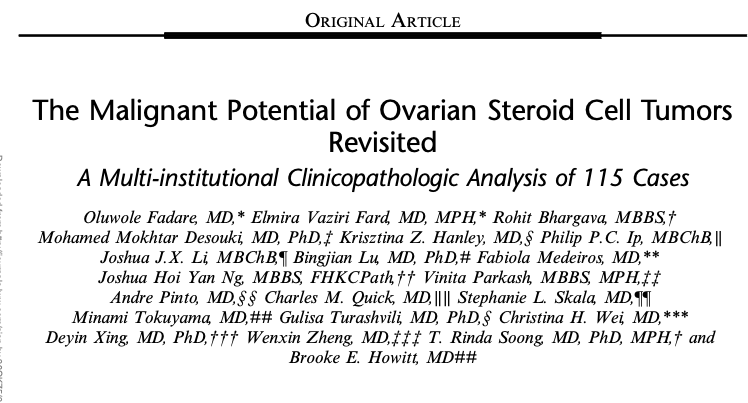 ORIGINAL ARTICLE
The Malignant Potential of Ovarian Steroid Cell Tumors
Revisited
A Multi-institutional Clinicopathologic Analysis of 115 Cases
Oluwole Fadare, MD,* Elmira Vaziri Fard, MD, MPH,* Rohit Bhargava, MBBS,†
Mohamed Mokhtar Desouki, MD, PhD,‡ Krisztina Z. Hanley, MD,§ Philip P.C. Ip, MBChB,∥
Joshua J.X. Li, MBChB,¶ Bingjian Lu, MD, PhD,# Fabiola Medeiros, MD,**
Joshua Hoi Yan Ng, MBBS, FHKCPath,†† Vinita Parkash, MBBS, MPH,‡‡
Andre Pinto, MD,§§ Charles M. Quick, MD,∥∥ Stephanie L. Skala, MD,¶¶
Minami Tokuyama, MD,## Gulisa Turashvili, MD, PhD,§ Christina H. Wei, MD,***
Deyin Xing, MD, PhD,††† Wenxin Zheng, MD,‡‡‡ T. Rinda Soong, MD, PhD, MPH,† and
Brooke E. Howitt, MD##